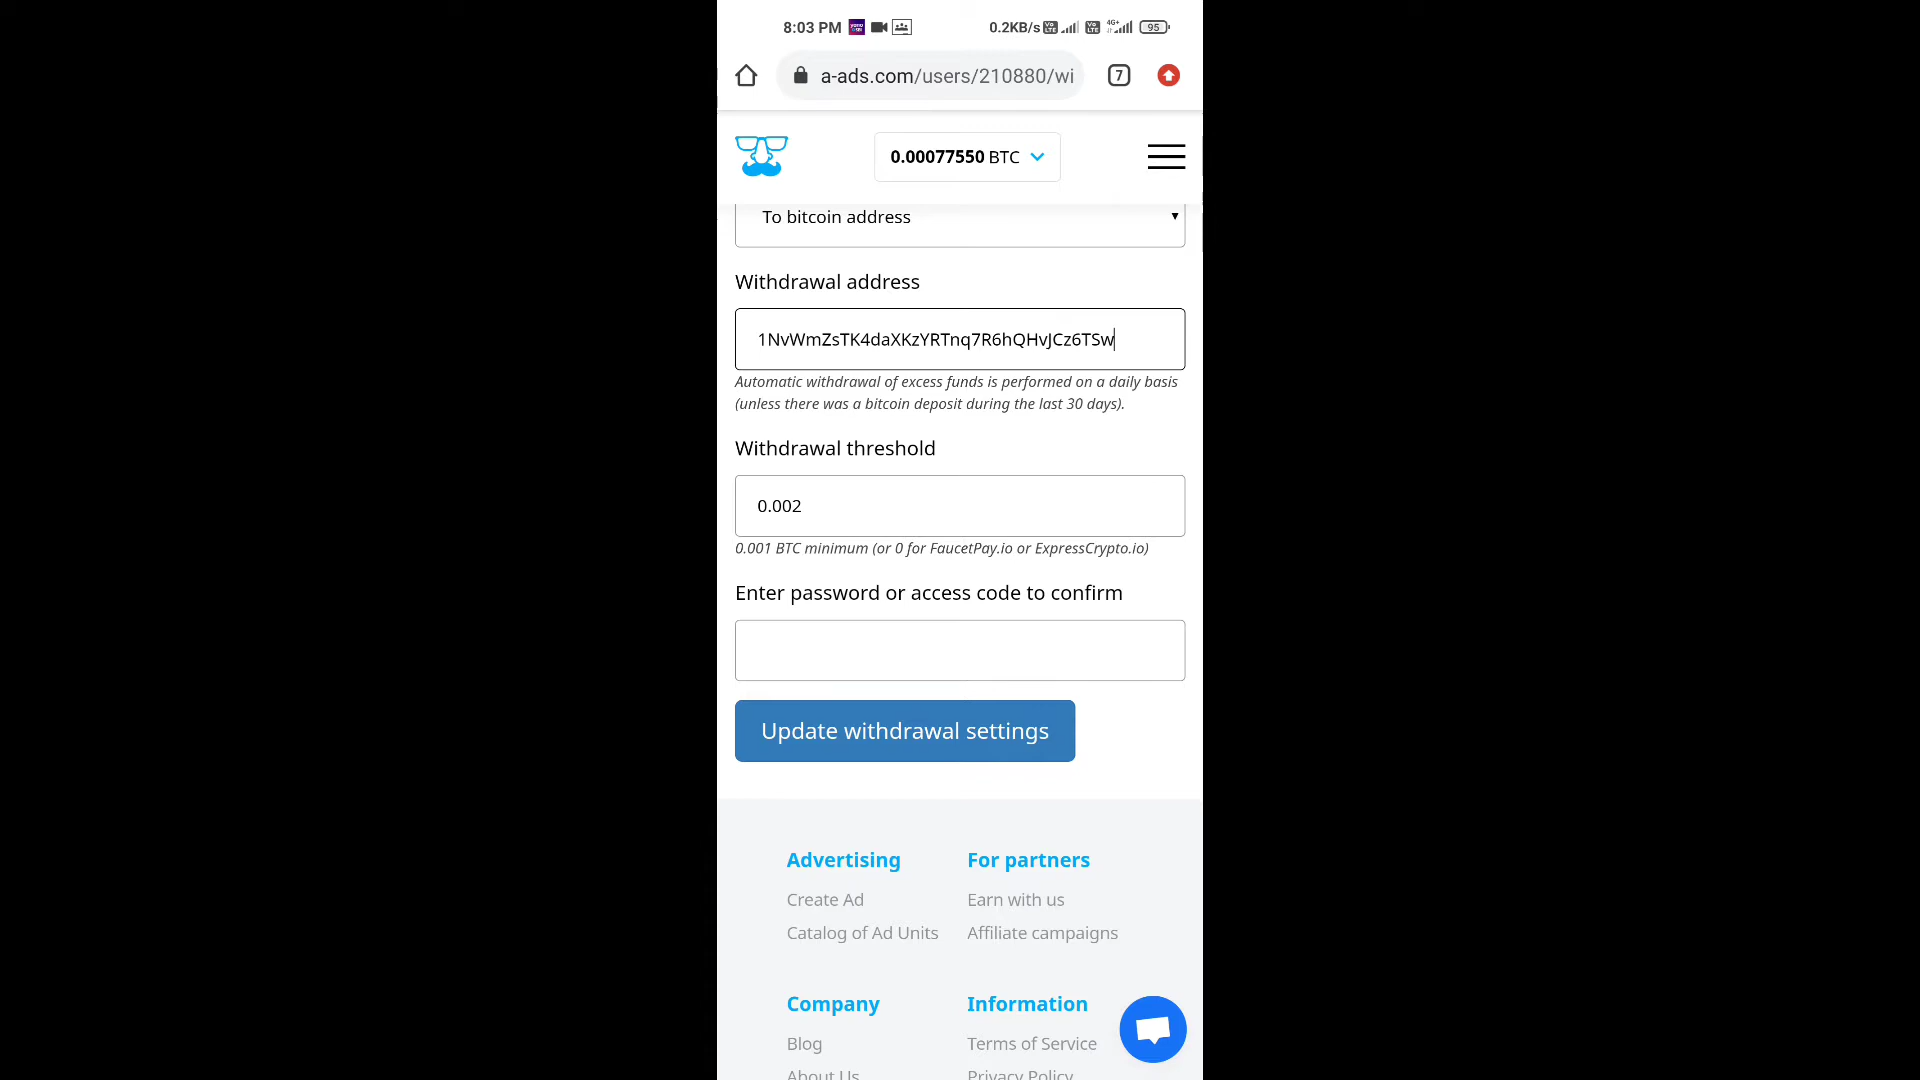 8:03 PM 0.2KB/s 4G+ 95
a-ads.com/users/210880/wi 7
0.00077550 BTC
To bitcoin address
Withdrawal address
1NvWmZsTK4daXKzYRTnq7R6hQHvJCz6TSw
Automatic withdrawal of excess funds is performed on a daily basis
(unless there was a bitcoin deposit during the last 30 days).
Withdrawal threshold
0.002
0.001 BTC minimum (or 0 for FaucetPay.io or ExpressCrypto.io)
Enter password or access code to confirm
Update withdrawal settings
Advertising For partners
Create Ad Earn with us
Catalog of Ad Units Affiliate campaigns
Company Information
Blog Terms of Service
About Us Privacy Policy